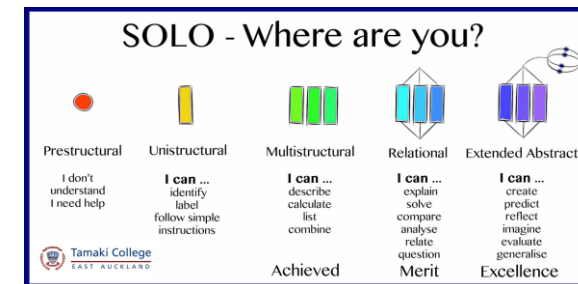 SOLO - Where are you?
Prestructural
I don't
understand
I need help
Unistructural
I can ...
identify
label
follow simple
instructions
Multistructural
I can ...
describe
calculate
list
combine
Achieved
Relational
I can ...
explain
solve
compare
analyse
relate
question
Merit
Extended Abstract
I can ...
create
predict
reflect
imagine
evaluate
generalise
Excellence
Tamaki College
EAST AUCKLAND